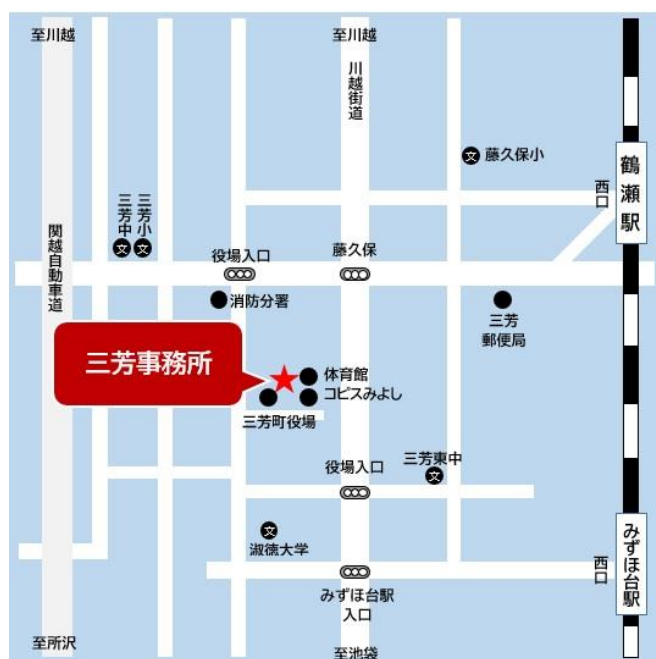 至川越
至川越
川越街道
文
藤久保小
西口
鶴瀬駅
三芳中
三芳小
文
文
関越自動車道
役場入口
藤久保
消防分署
三芳
郵便局
三芳事務所
体育館
コピスみよし
三芳町役場
役場入口
三芳東中
文
文
淑徳大学
西口
みずほ台駅
みずほ台駅
入口
至所沢
至池袋